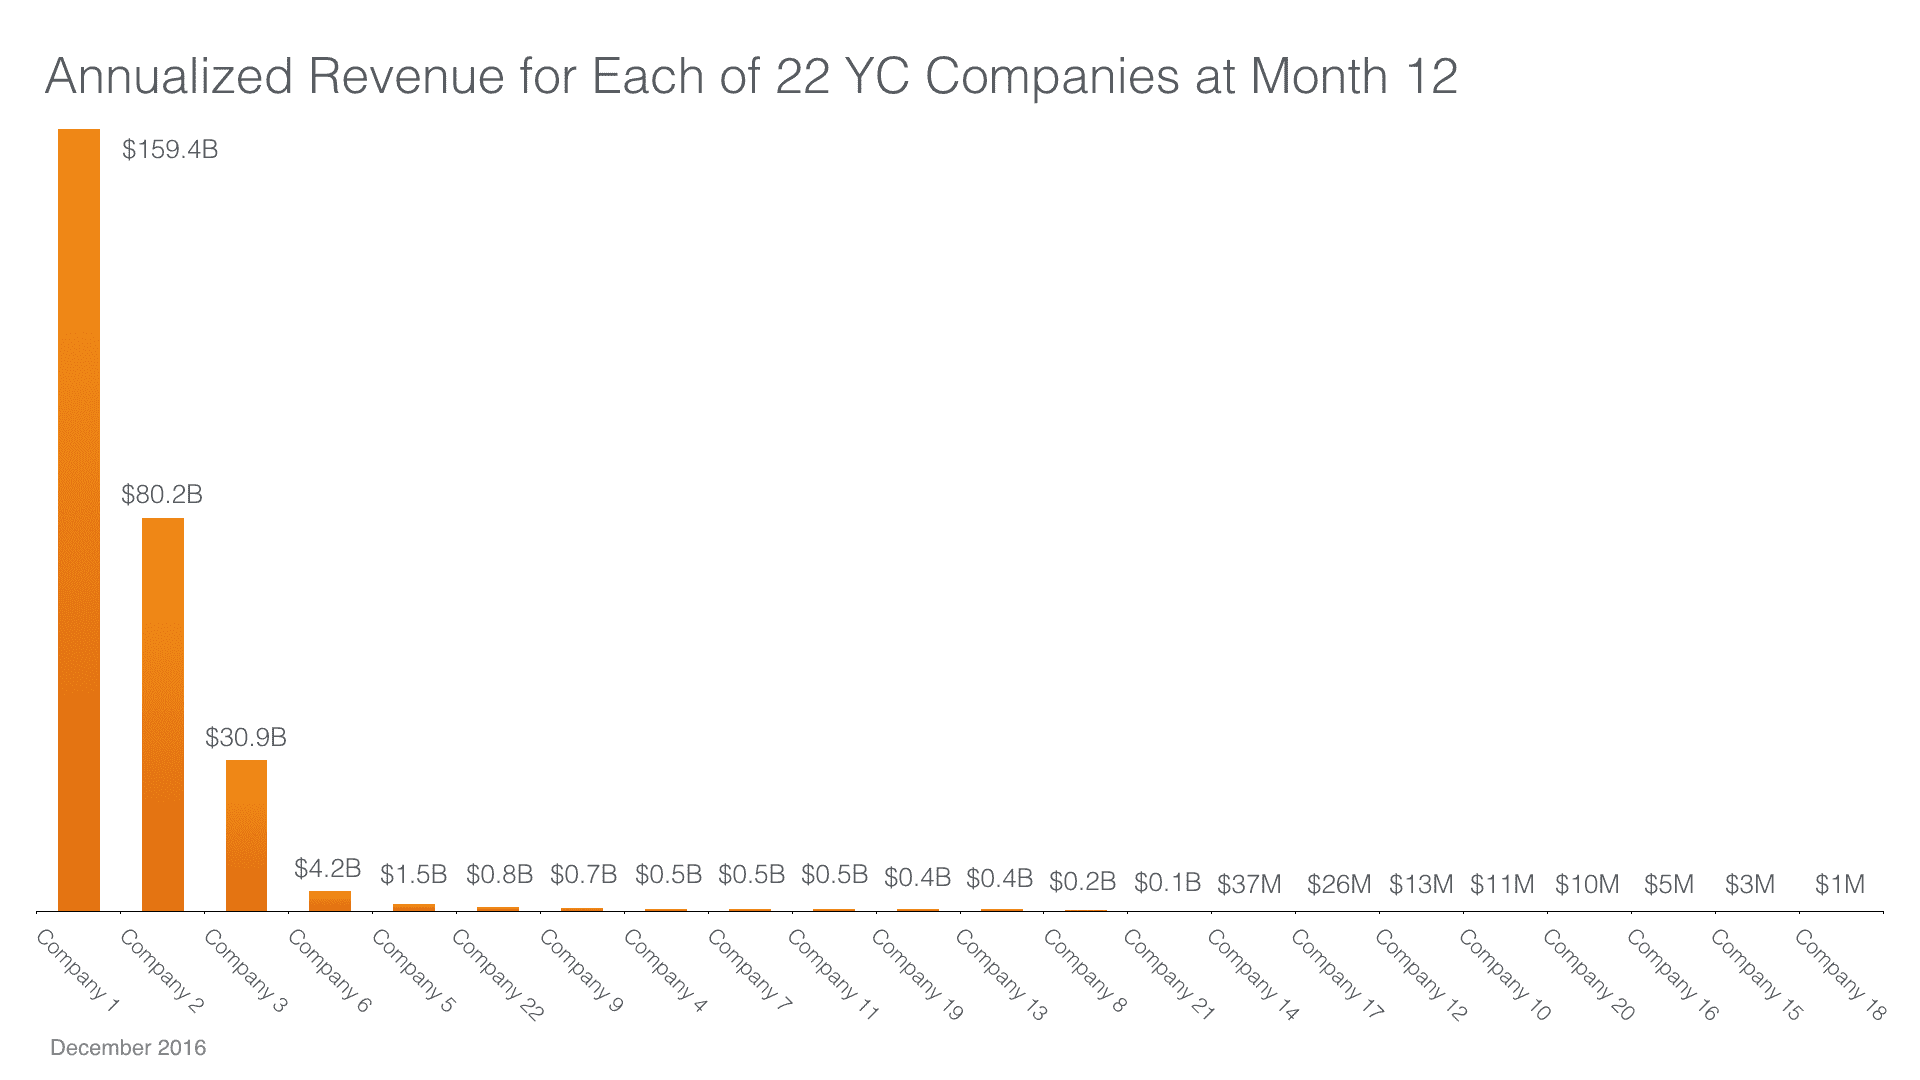 Annualized Revenue for Each of 22 YC Companies at Month 12
$159.4B
$80.2B
$30.9B
$4.2B
$1.5B
$0.8B
$0.7B
$0.5B
$0.5B
$0.5B
$0.4B
$0.4B
$0.2B
$0.1B
$37M
$26M
$13M
$11M
$10M
$5M
$3M
$1M
Company 1
Company 2
Company 3
Company 6
Company 5
Company 22
Company 9
Company 4
Company 7
Company 11
Company 19
Company 13
Company 8
Company 21
Company 14
Company 17
Company 12
Company 10
Company 20
Company 16
Company 15
Company 18
December 2016